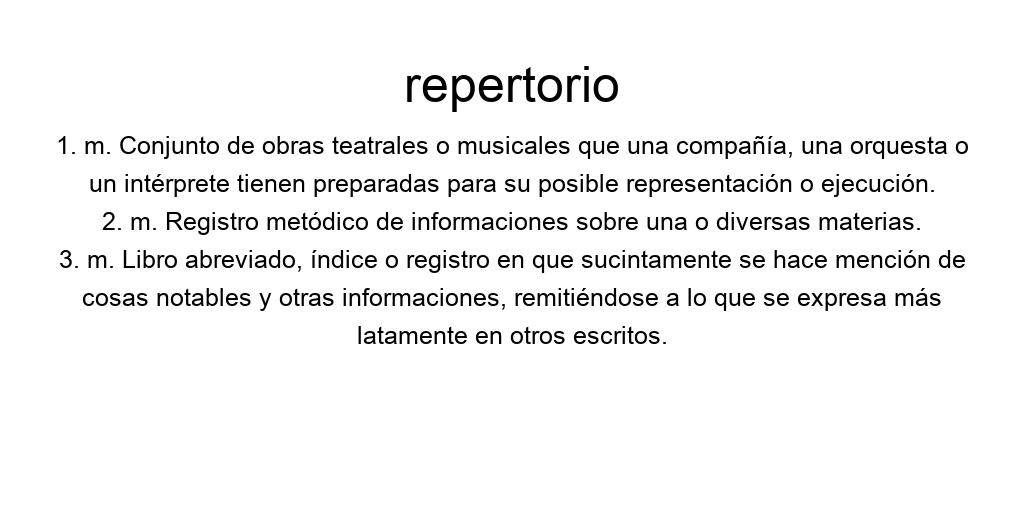 repertorio
1. m. Conjunto de obras teatrales o musicales que una compañía, una orquesta o
un intérprete tienen preparadas para su posible representación o ejecución.
2. m. Registro metódico de informaciones sobre una o diversas materias.
3. m. Libro abreviado, índice o registro en que sucintamente se hace mención de
cosas notables y otras informaciones, remitiéndose a lo que se expresa más
latamente en otros escritos.